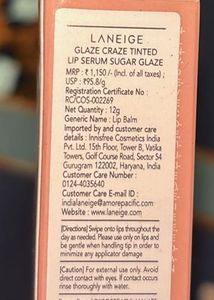 LANEIGE
GLAZE CRAZE TINTED
LIP SERUM SUGAR GLAZE
MRP : ₹ 1,150/- (Incl. of all taxes) ;
USP : ₹95.8/g
Registration Certificate No :
RC/COS-002269
Net Quantity : 12g
Generic Name : Lip Balm
Imported by and customer care
details : Innisfree Cosmetics India
Pvt. Ltd. 15th Floor, Tower B, Vatika
Towers, Golf Course Road, Sector 54
Gurugram 122002, Haryana, India
Customer Care Number :
0124-4035640
Customer Care E-mail ID :
indialaneige@amorepacific.com
Website : www.laneige.com
[Directions] Swipe onto lips throughout the
day as needed. Please use only on lips and
be gentle when handling tip in order to
minimize any applicator damage
[Caution] For external use only. Avoid
direct contact with eyes. If contact occurs
rinse thoroughly with water.